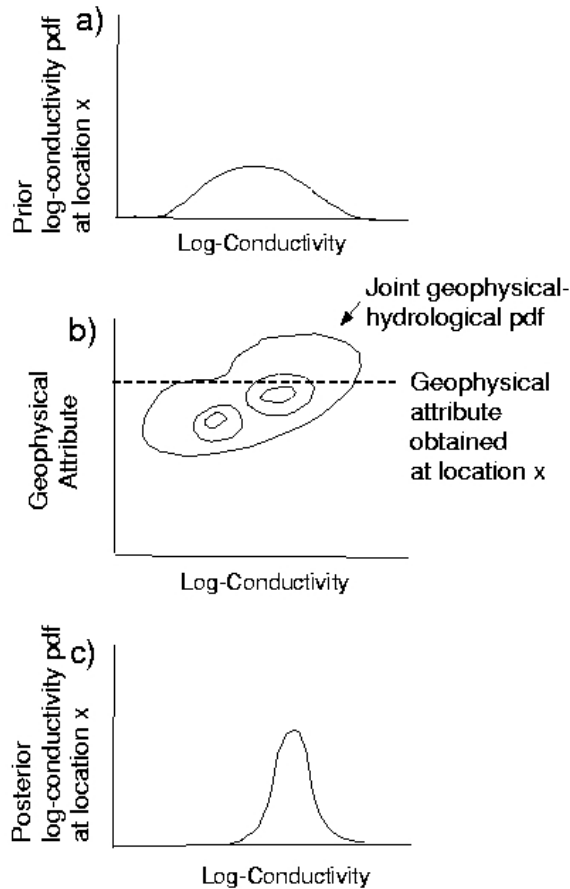 a)
Prior
log-conductivity pdf
at location x
Log-Conductivity
Joint geophysical-
hydrological pdf
b)
Geophysical
Attribute
Geophysical
attribute
obtained
at location x
Log-Conductivity
c)
Posterior
log-conductivity pdf
at location x
Log-Conductivity